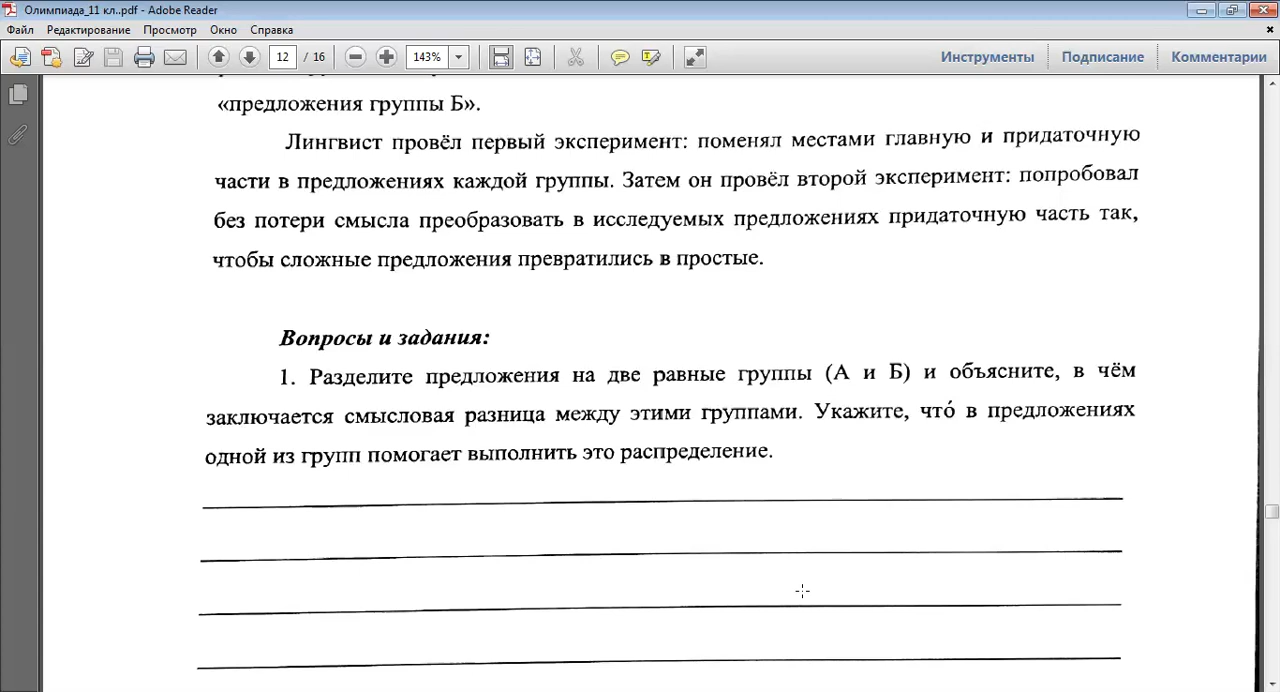 Олимпиада_11 кл..pdf - Adobe Reader
Файл Редактирование Просмотр Окно Справка
12 / 16 143% Инструменты Подписание Комментарии
«предложения группы Б».
Лингвист провёл первый эксперимент: поменял местами главную и придаточную
части в предложениях каждой группы. Затем он провёл второй эксперимент: попробовал
без потери смысла преобразовать в исследуемых предложениях придаточную часть так,
чтобы сложные предложения превратились в простые.
Вопросы и задания:
1. Разделите предложения на две равные группы (А и Б) и объясните, в чём
заключается смысловая разница между этими группами. Укажите, что́ в предложениях
одной из групп помогает выполнить это распределение.